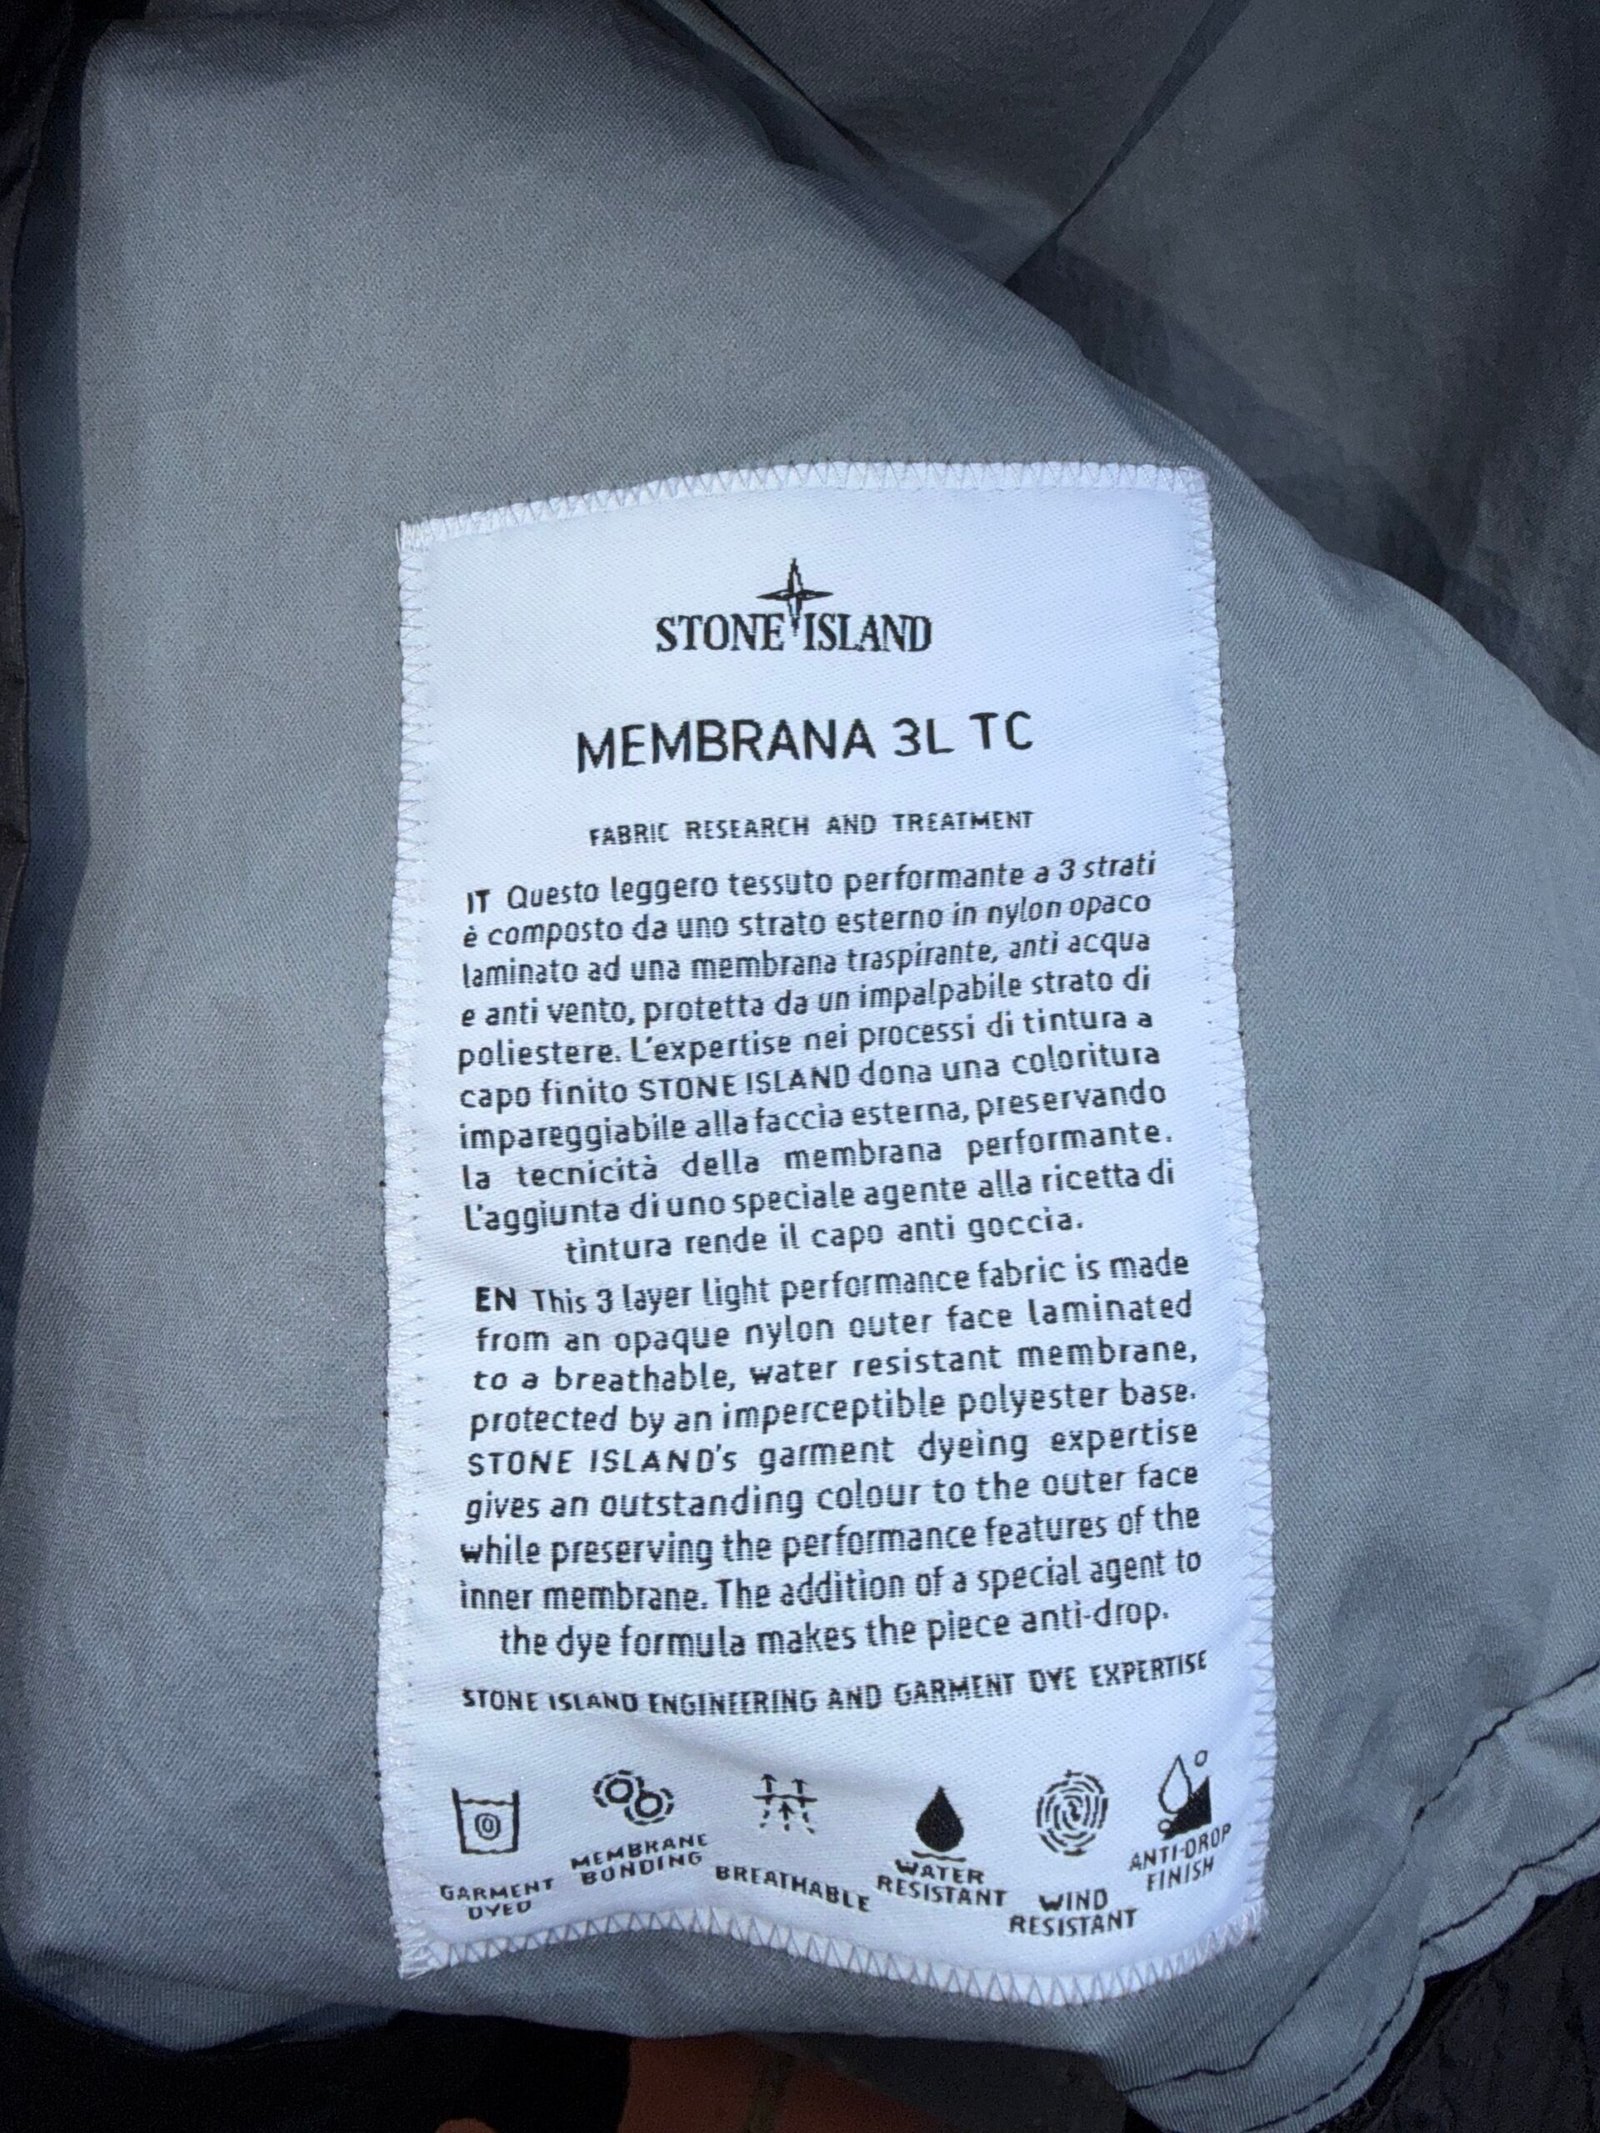 STONE ISLAND
MEMBRANA 3L TC
FABRIC RESEARCH AND TREATMENT
IT Questo leggero tessuto performante a 3 strati
è composto da uno strato esterno in nylon opaco
laminato ad una membrana traspirante, anti acqua
e anti vento, protetta da un impalpabile strato di
poliestere. L'expertise nei processi di tintura a
capo finito STONE ISLAND dona una coloritura
impareggiabile alla faccia esterna, preservando
la tecnicità della membrana performante.
L'aggiunta di uno speciale agente alla ricetta di
tintura rende il capo anti goccia.
EN This 3 layer light performance fabric is made
from an opaque nylon outer face laminated
to a breathable, water resistant membrane,
protected by an imperceptible polyester base.
STONE ISLAND's garment dyeing expertise
gives an outstanding colour to the outer face
while preserving the performance features of the
inner membrane. The addition of a special agent to
the dye formula makes the piece anti-drop.
STONE ISLAND ENGINEERING AND GARMENT DYE EXPERTISE
GARMENT
DYED
MEMBRANE
BONDING
BREATHABLE
WATER
RESISTANT
WIND
RESISTANT
ANTI-DROP
FINISH